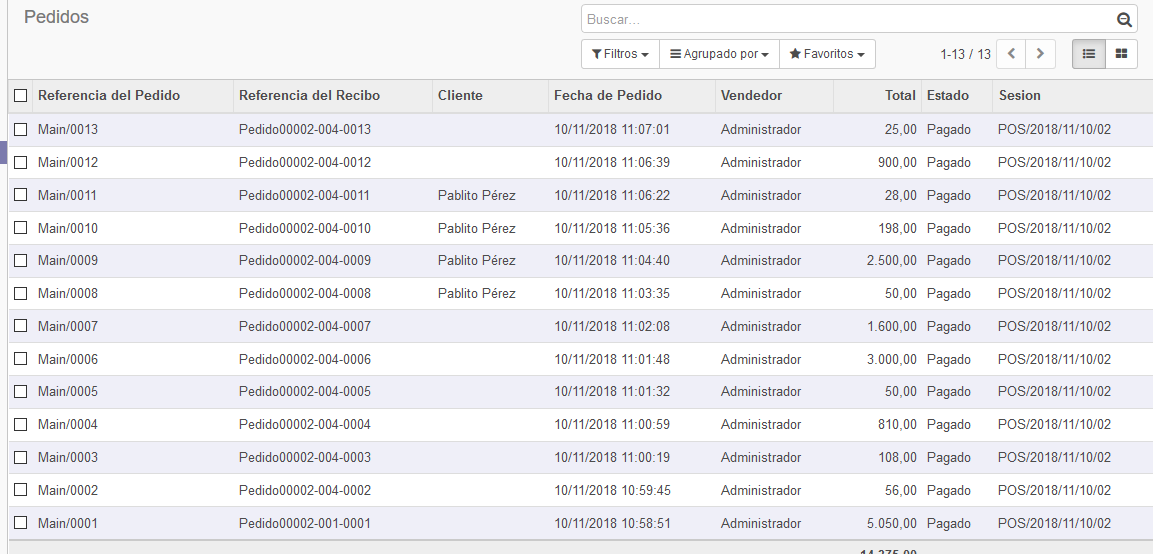 Pedidos
Buscar...
Filtros Agrupado por Favoritos 1-13 / 13
Referencia del Pedido Referencia del Recibo Cliente Fecha de Pedido Vendedor Total Estado Sesion
Main/0013 Pedido00002-004-0013 10/11/2018 11:07:01 Administrador 25,00 Pagado POS/2018/11/10/02
Main/0012 Pedido00002-004-0012 10/11/2018 11:06:39 Administrador 900,00 Pagado POS/2018/11/10/02
Main/0011 Pedido00002-004-0011 Pablito Pérez 10/11/2018 11:06:22 Administrador 28,00 Pagado POS/2018/11/10/02
Main/0010 Pedido00002-004-0010 Pablito Pérez 10/11/2018 11:05:36 Administrador 198,00 Pagado POS/2018/11/10/02
Main/0009 Pedido00002-004-0009 Pablito Pérez 10/11/2018 11:04:40 Administrador 2.500,00 Pagado POS/2018/11/10/02
Main/0008 Pedido00002-004-0008 Pablito Pérez 10/11/2018 11:03:35 Administrador 50,00 Pagado POS/2018/11/10/02
Main/0007 Pedido00002-004-0007 10/11/2018 11:02:08 Administrador 1.600,00 Pagado POS/2018/11/10/02
Main/0006 Pedido00002-004-0006 10/11/2018 11:01:48 Administrador 3.000,00 Pagado POS/2018/11/10/02
Main/0005 Pedido00002-004-0005 10/11/2018 11:01:32 Administrador 50,00 Pagado POS/2018/11/10/02
Main/0004 Pedido00002-004-0004 10/11/2018 11:00:59 Administrador 810,00 Pagado POS/2018/11/10/02
Main/0003 Pedido00002-004-0003 10/11/2018 11:00:19 Administrador 108,00 Pagado POS/2018/11/10/02
Main/0002 Pedido00002-004-0002 10/11/2018 10:59:45 Administrador 56,00 Pagado POS/2018/11/10/02
Main/0001 Pedido00002-001-0001 10/11/2018 10:58:51 Administrador 5.050,00 Pagado POS/2018/11/10/02